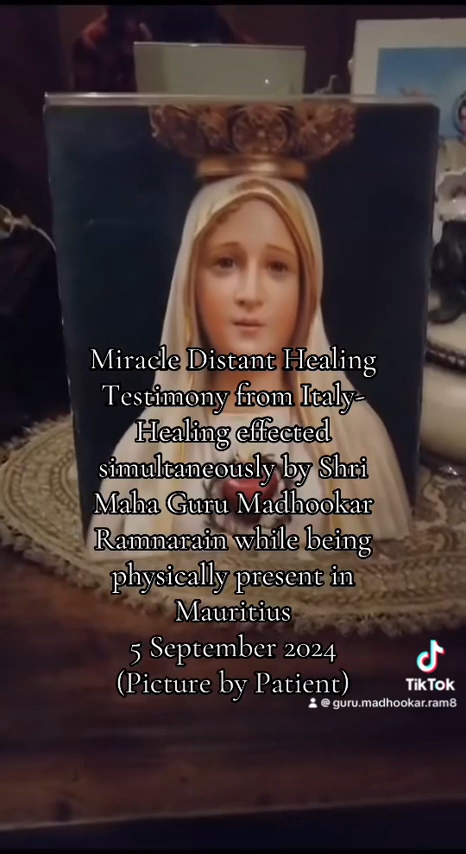 Miracle Distant Healing
Testimony from Italy-
Healing effected
simultaneously by Shri
Maha Guru Madhookar
Ramnarain while being
physically present in
Mauritius
5 September 2024
(Picture by Patient)
TikTok
@guru.madhookar.ram8